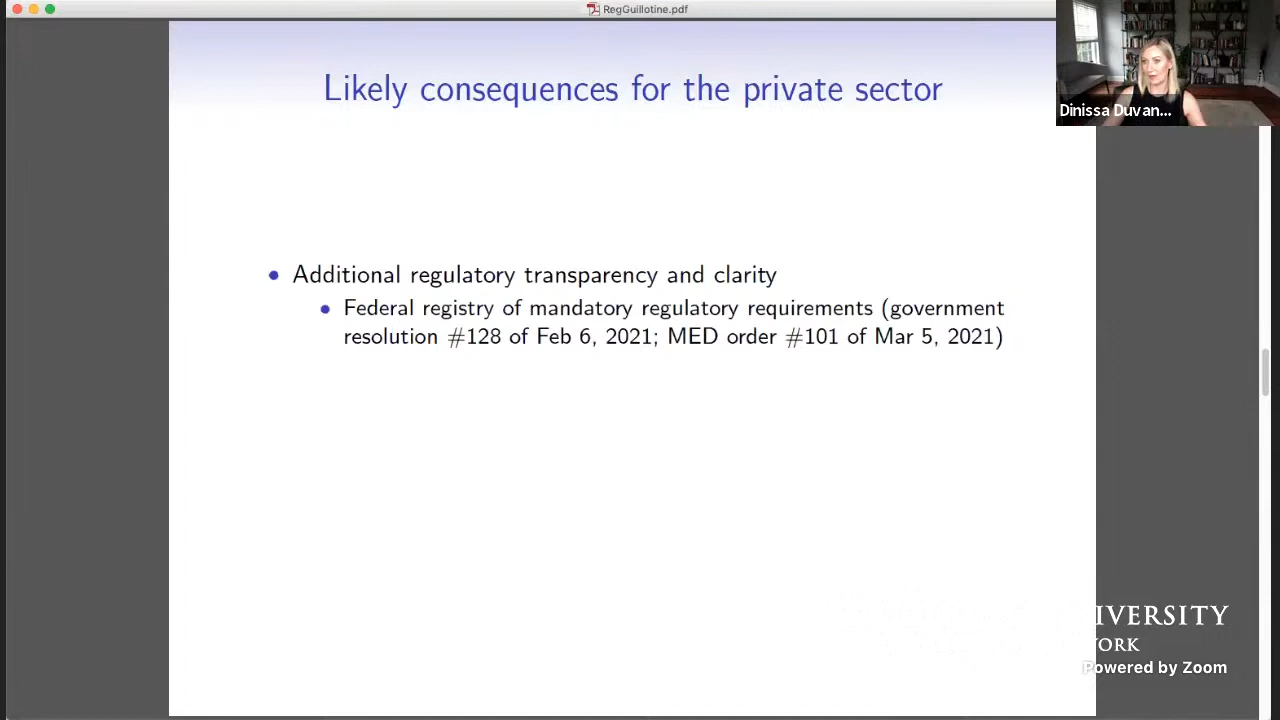 RegGuillotine.pdf
Likely consequences for the private sector
Dinissa Duvan...
Additional regulatory transparency and clarity
Federal registry of mandatory regulatory requirements (government
resolution #128 of Feb 6, 2021; MED order #101 of Mar 5, 2021)
IVERSITY
ORK
Powered by Zoom